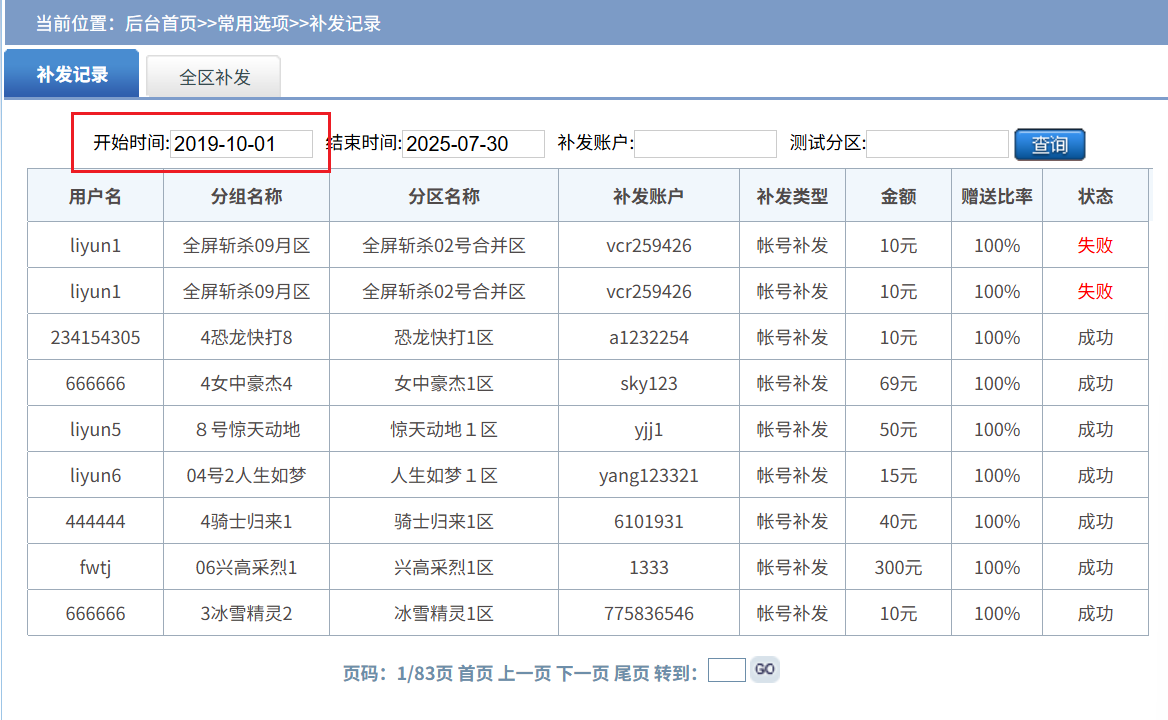 当前位置：后台首页>>常用选项>>补发记录
补发记录 全区补发
开始时间:2019-10-01 结束时间:2025-07-30 补发账户: 测试分区: 查询
用户名 分组名称 分区名称 补发账户 补发类型 金额 赠送比率 状态
liyun1 全屏斩杀09月区 全屏斩杀02号合并区 vcr259426 帐号补发 10元 100% 失败
liyun1 全屏斩杀09月区 全屏斩杀02号合并区 vcr259426 帐号补发 10元 100% 失败
234154305 4恐龙快打8 恐龙快打1区 a1232254 帐号补发 10元 100% 成功
666666 4女中豪杰4 女中豪杰1区 sky123 帐号补发 69元 100% 成功
liyun5 ８号惊天动地 惊天动地１区 yjj1 帐号补发 50元 100% 成功
liyun6 04号2人生如梦 人生如梦１区 yang123321 帐号补发 15元 100% 成功
444444 4骑士归来1 骑士归来1区 6101931 帐号补发 40元 100% 成功
fwtj 06兴高采烈1 兴高采烈1区 1333 帐号补发 300元 100% 成功
666666 3冰雪精灵2 冰雪精灵1区 775836546 帐号补发 10元 100% 成功
页码：1/83页 首页 上一页 下一页 尾页 转到： GO